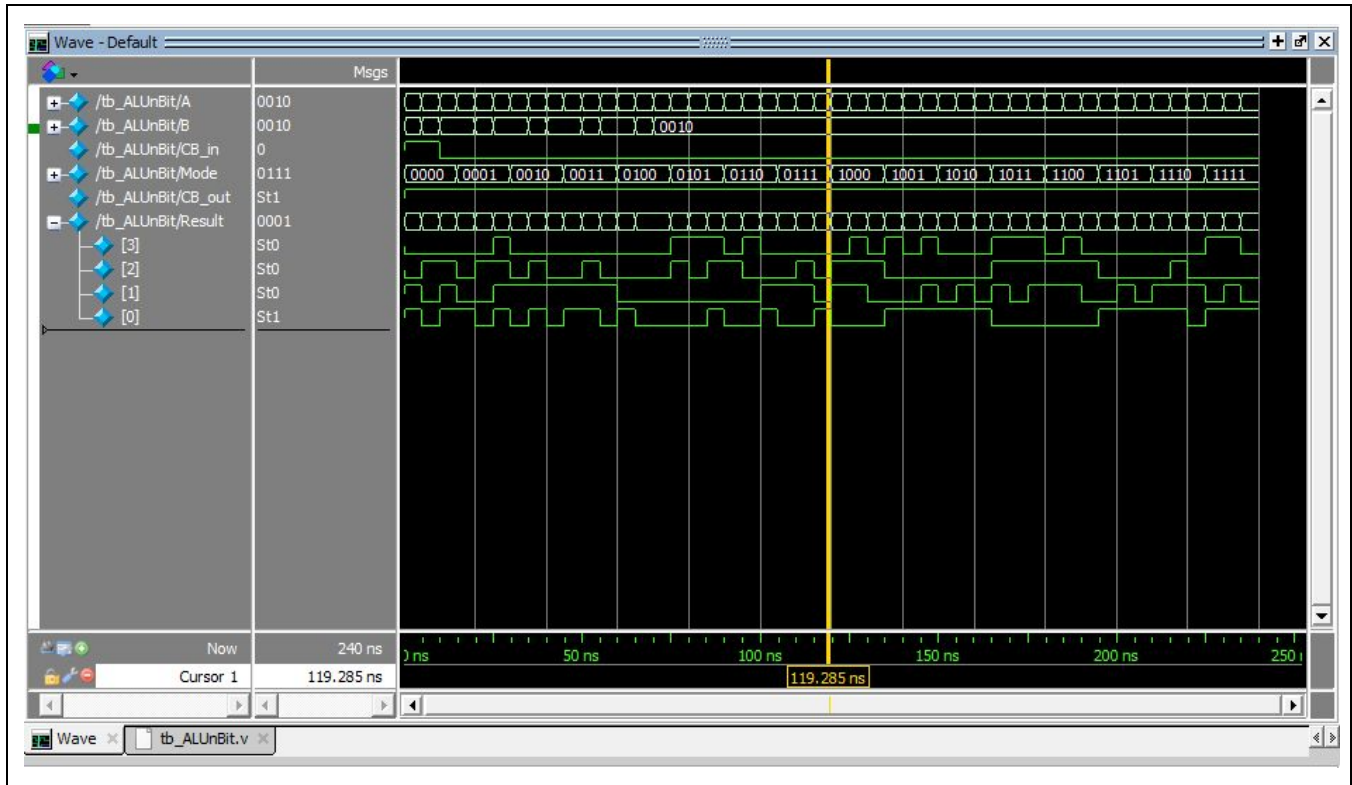 Wave - Default
Msgs
/tb_ALUnBit/A 0010
/tb_ALUnBit/B 0010 0010
/tb_ALUnBit/CB_in 0
/tb_ALUnBit/Mode 0111 0000 0001 0010 0011 0100 0101 0110 0111 1000 1001 1010 1011 1100 1101 1110 1111
/tb_ALUnBit/CB_out St1
/tb_ALUnBit/Result 0001
[3] St0
[2] St0
[1] St0
[0] St1
Now 240 ns ns 50 ns 100 ns 150 ns 200 ns 250
Cursor 1 119.285 ns 119.285 ns
Wave tb_ALUnBit.v